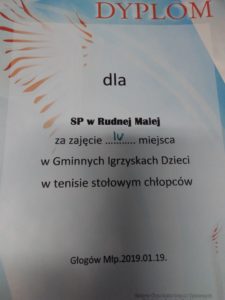 DYPLOM
dla
SP w Rudnej Malej
za zajęcie ...IV... miejsca
w Gminnych Igrzyskach Dzieci
w tenisie stołowym chłopców
Głogów Młp.2019.01.19.